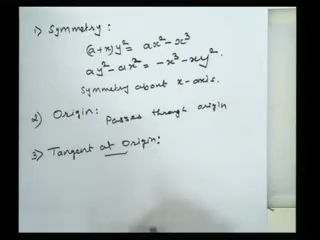 1) Symmetry:
(a+x)y² = ax²-x³
ay²-ax² = -x³-xy².
Symmetry about x-axis.
2) Origin: Passes through origin
3) Tangent at Origin: